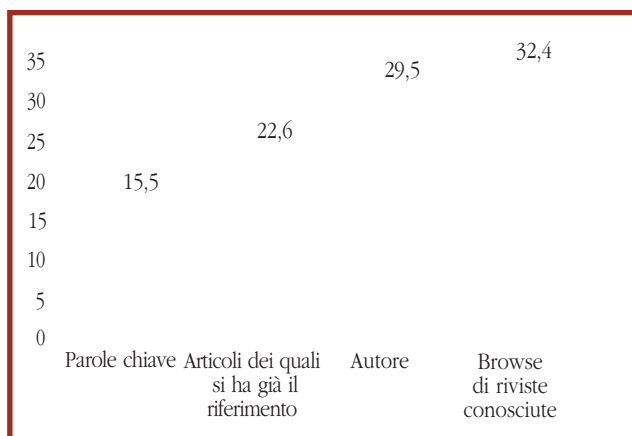 35
32,4
29,5
30
25
22,6
20
15,5
15
10
5
0
Parole chiave
Articoli dei quali
si ha già il
riferimento
Autore
Browse
di riviste
conosciute